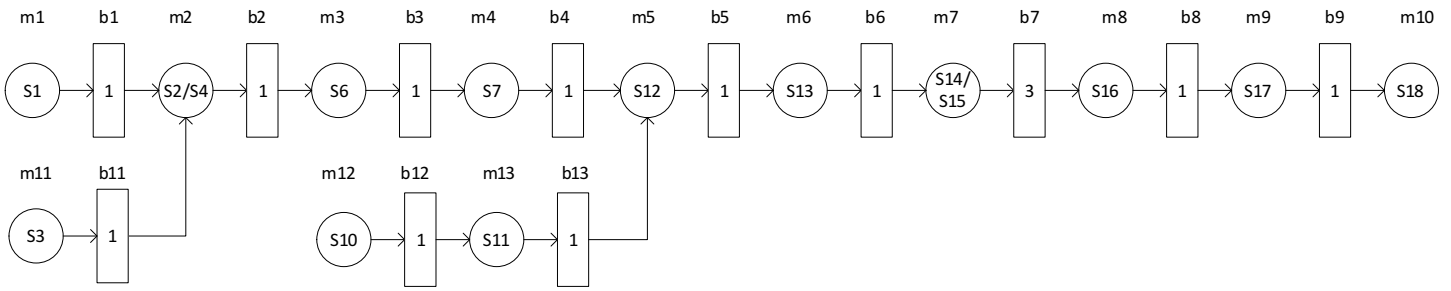 m1 b1 m2 b2 m3 b3 m4 b4 m5 b5 m6 b6 m7 b7 m8 b8 m9 b9 m10
S1 1 S2/S4 1 S6 1 S7 1 S12 1 S13 1 S14/ 3 S16 1 S17 1 S18
S15
m11 b11 m12 b12 m13 b13
S3 1 S10 1 S11 1